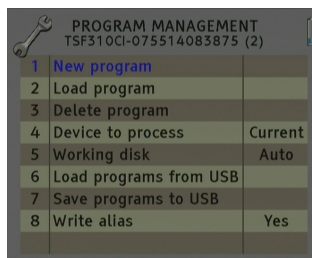 PROGRAM MANAGEMENT
TSF310CI-075514083875 (2)
1 New program
2 Load program
3 Delete program
4 Device to process Current
5 Working disk Auto
6 Load programs from USB
7 Save programs to USB
8 Write alias Yes